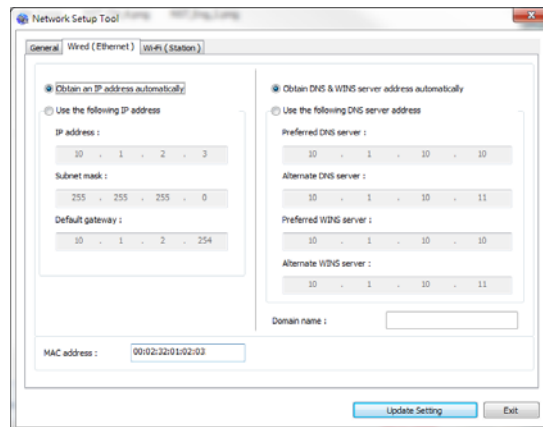 Network Setup Tool
General Wired ( Ethernet ) Wi-Fi ( Station )
Obtain an IP address automatically
Use the following IP address
IP address :
10 . 1 . 2 . 3
Subnet mask :
255 . 255 . 255 . 0
Default gateway :
10 . 1 . 2 . 254
Obtain DNS & WINS server address automatically
Use the following DNS server address
Preferred DNS server :
10 . 1 . 10 . 10
Alternate DNS server :
10 . 1 . 10 . 11
Preferred WINS server :
10 . 1 . 10 . 10
Alternate WINS server :
10 . 1 . 10 . 11
Domain name :
MAC address : 00:02:32:01:02:03
Update Setting Exit